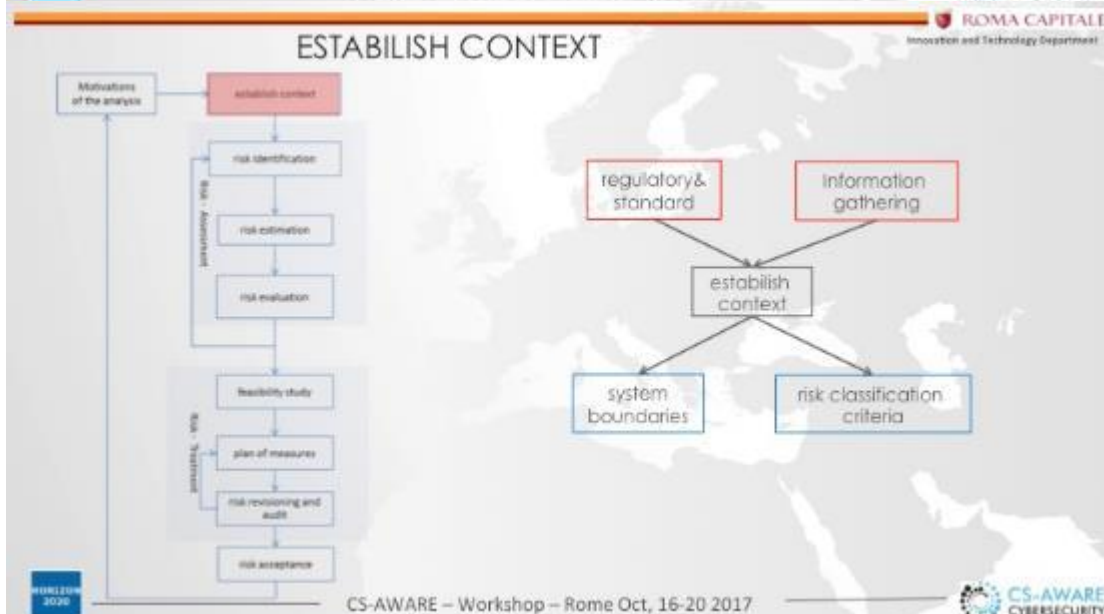 ROMA CAPITALE
Innovation and Technology Department
ESTABILISH CONTEXT
Motivations
of the analysis
establish context
risk identification
Risk - Assessment
risk estimation
risk evaluation
feasibility study
Risk - Treatment
plan of measures
risk revisioning and
audit
risk acceptance
regulatory&
standard
Information
gathering
estabilish
context
system
boundaries
risk classification
criteria
HORIZON
2020
CS-AWARE – Workshop – Rome Oct, 16-20 2017
CS-AWARE
CYBERSECURITY